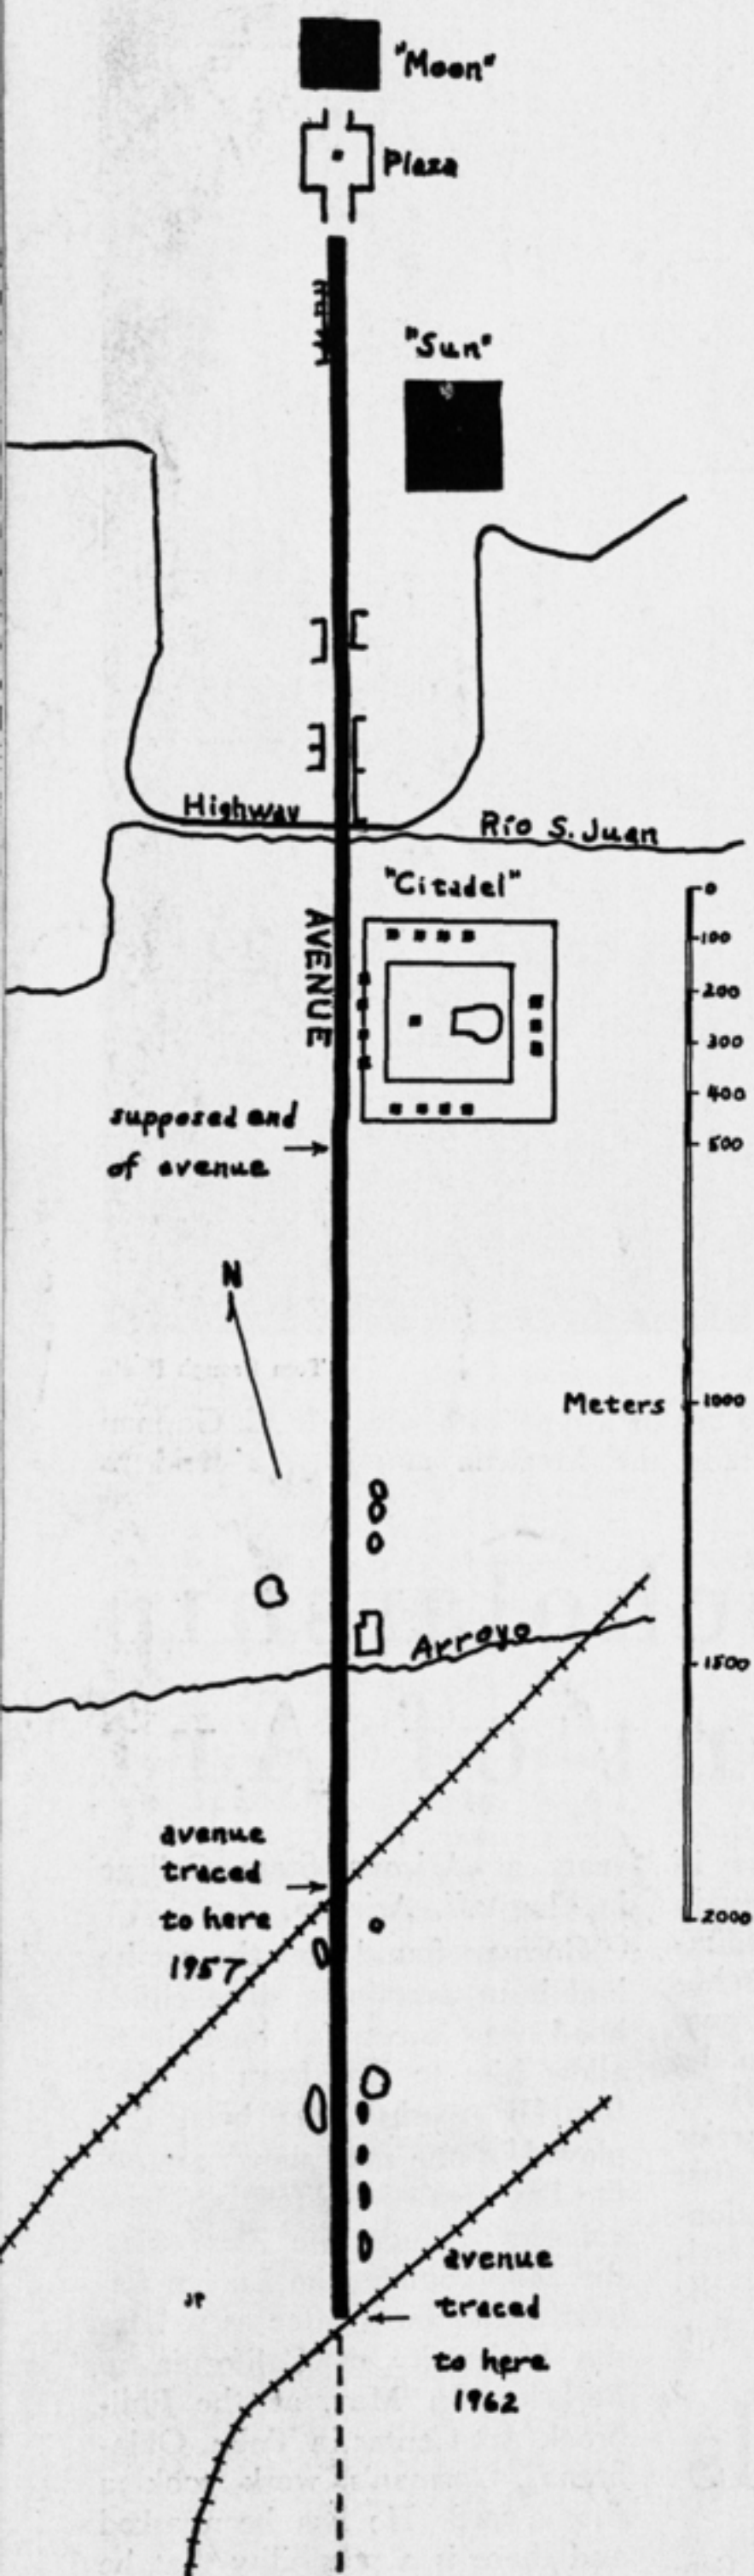 "Moon"
Plaza
"Sun"
Highway
Río S. Juan
"Citadel"
0
100
200
300
400
500
AVENUE
supposed end
of avenue
N
Meters
1000
Arroyo
1500
avenue
traced
to here
1957
2000
avenue
traced
to here
1962